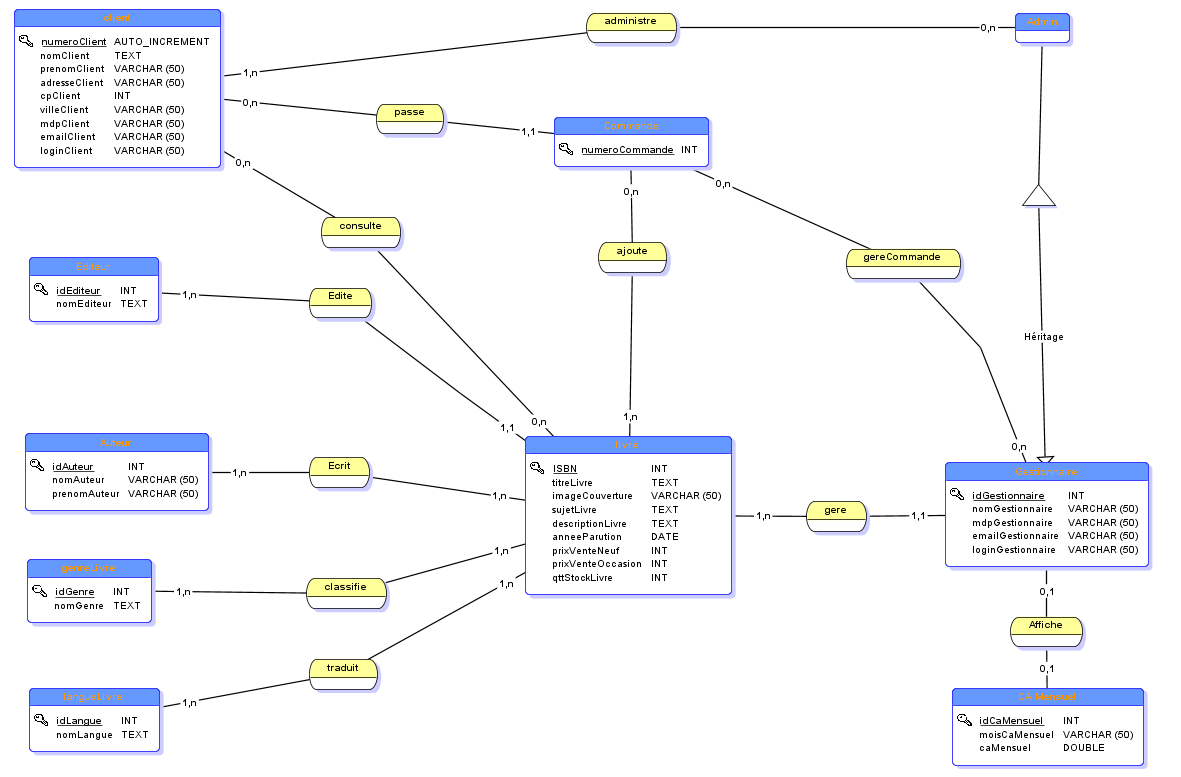 client
numeroClient AUTO_INCREMENT
nomClient TEXT
prenomClient VARCHAR (50)
adresseClient VARCHAR (50)
cpClient INT
villeClient VARCHAR (50)
mdpClient VARCHAR (50)
emailClient VARCHAR (50)
loginClient VARCHAR (50)
1,n
administre
0,n
Admin
0,n
passe
1,1
Commande
numeroCommande INT
0,n
consulte
0,n
0,n
ajoute
1,n
0,n
gereCommande
0,n
Héritage
Editeur
idEditeur INT
nomEditeur TEXT
1,n
Edite
1,1
Auteur
idAuteur INT
nomAuteur VARCHAR (50)
prenomAuteur VARCHAR (50)
1,n
Ecrit
1,n
Livre
ISBN INT
titreLivre TEXT
imageCouverture VARCHAR (50)
sujetLivre TEXT
descriptionLivre TEXT
anneeParution DATE
prixVenteNeuf INT
prixVenteOccasion INT
qttStockLivre INT
1,n
gere
1,1
Gestionnaire
idGestionnaire INT
nomGestionnaire VARCHAR (50)
mdpGestionnaire VARCHAR (50)
emailGestionnaire VARCHAR (50)
loginGestionnaire VARCHAR (50)
genreLivre
idGenre INT
nomGenre TEXT
1,n
classifie
1,n
langueLivre
idLangue INT
nomLangue TEXT
1,n
traduit
1,n
0,1
Affiche
0,1
CA Mensuel
idCaMensuel INT
moisCaMensuel VARCHAR (50)
caMensuel DOUBLE